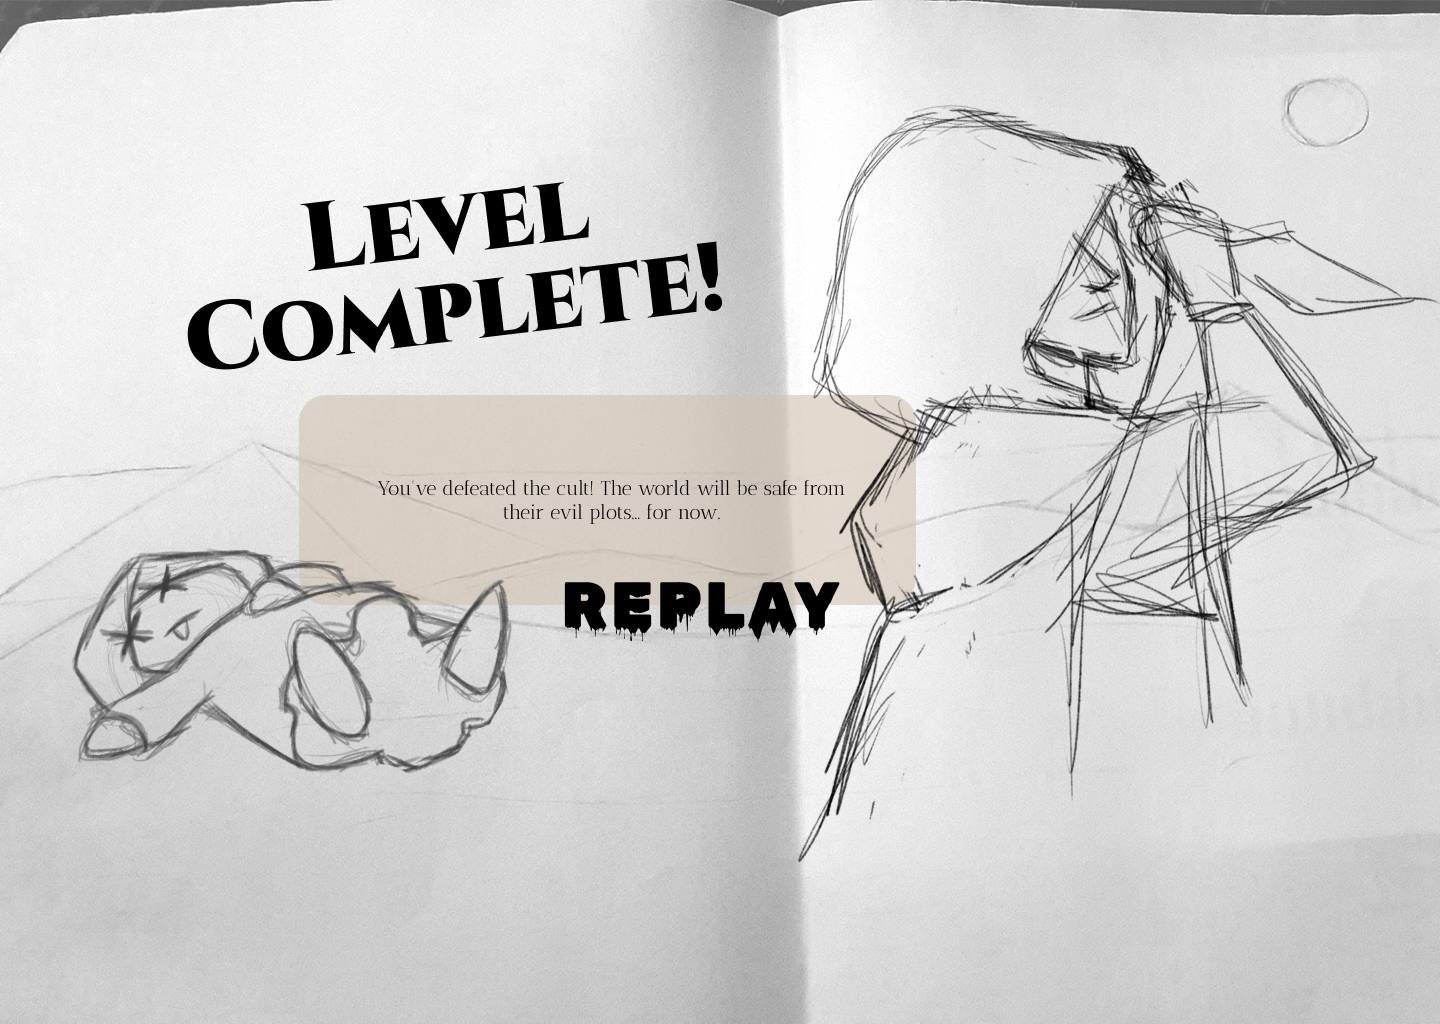 LEVEL
COMPLETE!
You've defeated the cult! The world will be safe from
their evil plots... for now.
REPLAY